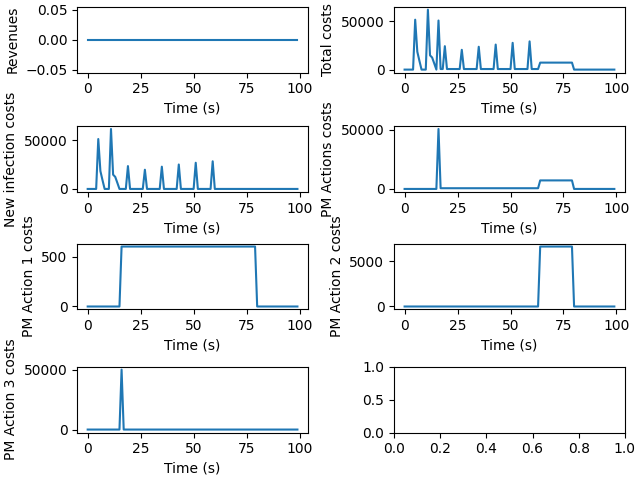 Revenues
0.05
0.00
−0.05
0 25 50 75 100
Time (s)
Total costs
50000
0
0 25 50 75 100
Time (s)
New infection costs
50000
0
0 25 50 75 100
Time (s)
PM Actions costs
50000
0
0 25 50 75 100
Time (s)
PM Action 1 costs
500
0
0 25 50 75 100
Time (s)
PM Action 2 costs
5000
0
0 25 50 75 100
Time (s)
PM Action 3 costs
50000
0
0 25 50 75 100
Time (s)
1.0
0.5
0.0
0.0 0.2 0.4 0.6 0.8 1.0